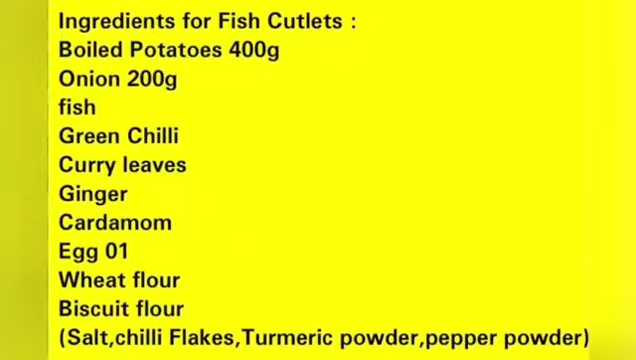 Ingredients for Fish Cutlets :
Boiled Potatoes 400g
Onion 200g
fish
Green Chilli
Curry leaves
Ginger
Cardamom
Egg 01
Wheat flour
Biscuit flour
(Salt,chilli Flakes,Turmeric powder,pepper powder)